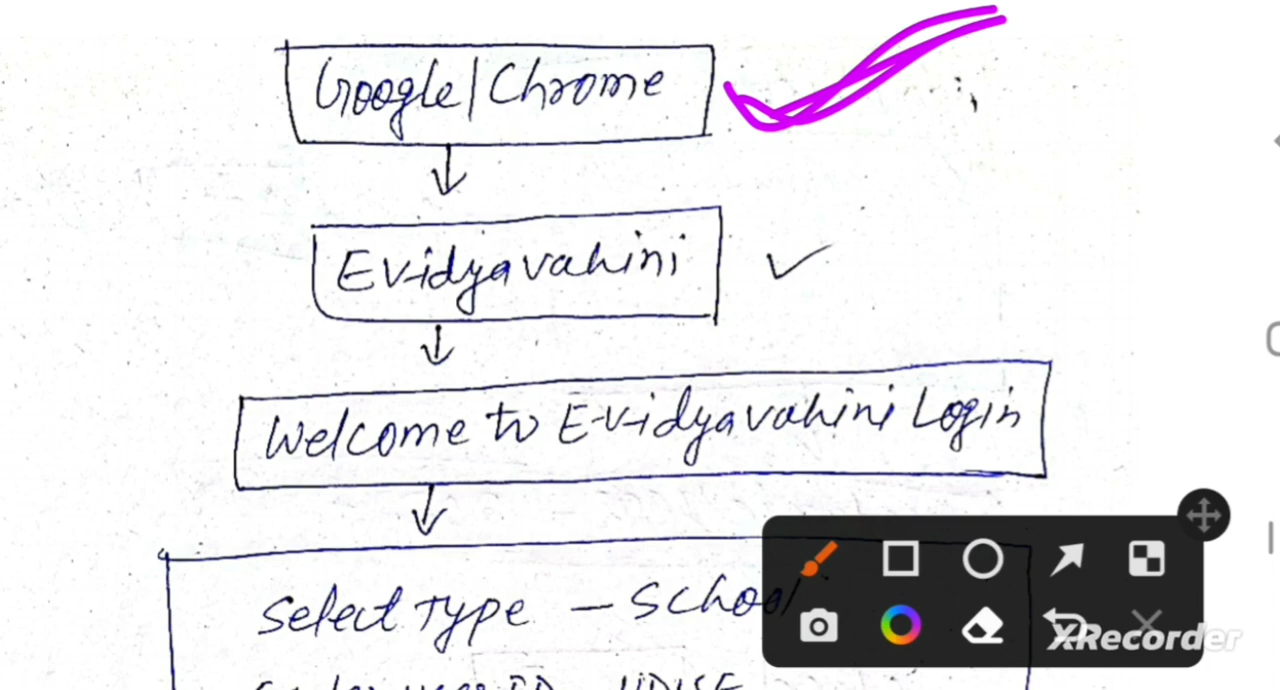 Google/Chrome
Evidyavahini
Welcome to E-vidyavahini Login
Select Type - School
XRecorder